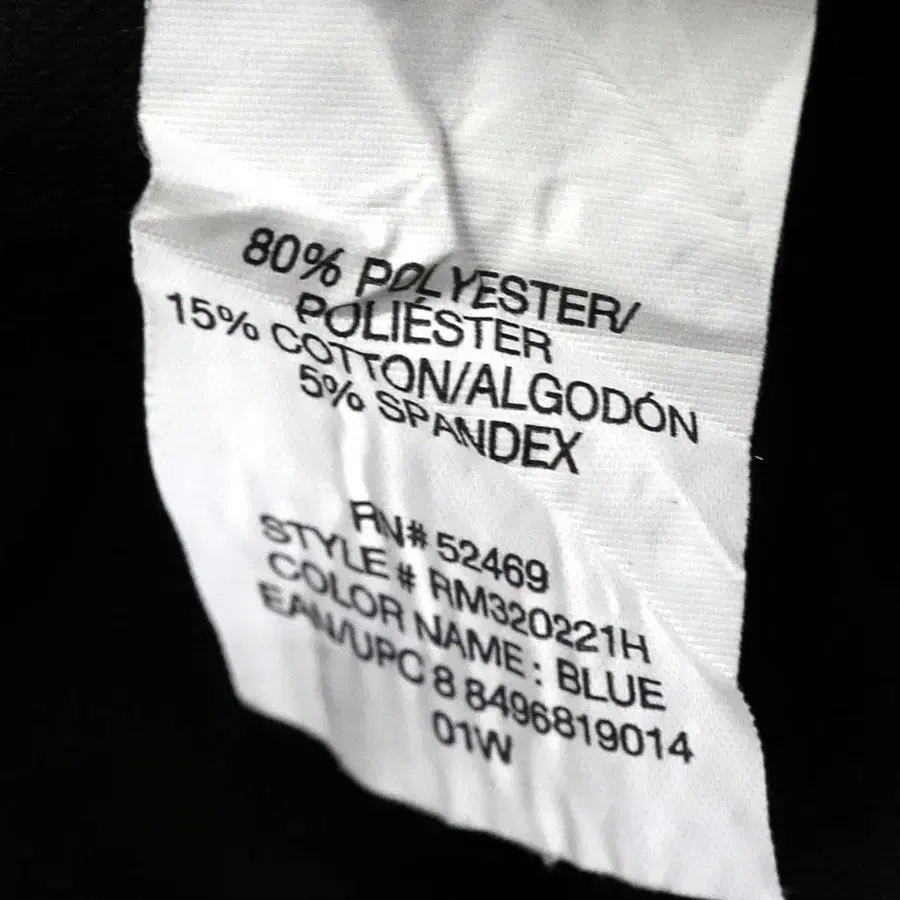 80% POLYESTER/
POLIÉSTER
15% COTTON/ALGODÓN
5% SPANDEX
RN# 52469
STYLE # RM320221H
COLOR NAME : BLUE
EAN/UPC 8 8496819014
01W